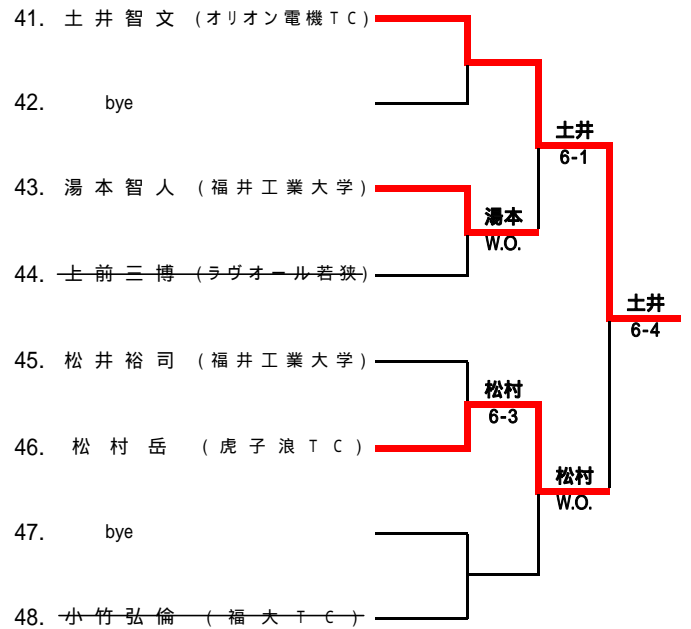 41. 土井智文 (オリオン電機TC)
42. bye
土井
6-1
43. 湯本智人 (福井工業大学)
湯本
W.O.
44. 上前三博 (ラヴォール若狭)
土井
6-4
45. 松井裕司 (福井工業大学)
松村
6-3
46. 松村岳 (虎子浪TC)
松村
W.O.
47. bye
48. 小竹弘倫 (福大TC)